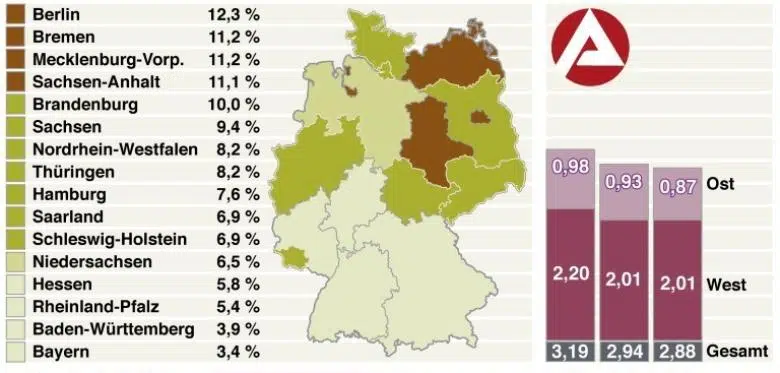 Berlin 12,3 %
Bremen 11,2 %
Mecklenburg-Vorp. 11,2 %
Sachsen-Anhalt 11,1 %
Brandenburg 10,0 %
Sachsen 9,4 %
Nordrhein-Westfalen 8,2 %
Thüringen 8,2 %
Hamburg 7,6 %
Saarland 6,9 %
Schleswig-Holstein 6,9 %
Niedersachsen 6,5 %
Hessen 5,8 %
Rheinland-Pfalz 5,4 %
Baden-Württemberg 3,9 %
Bayern 3,4 %
0,98 0,93 0,87 Ost
2,20 2,01 2,01 West
3,19 2,94 2,88 Gesamt